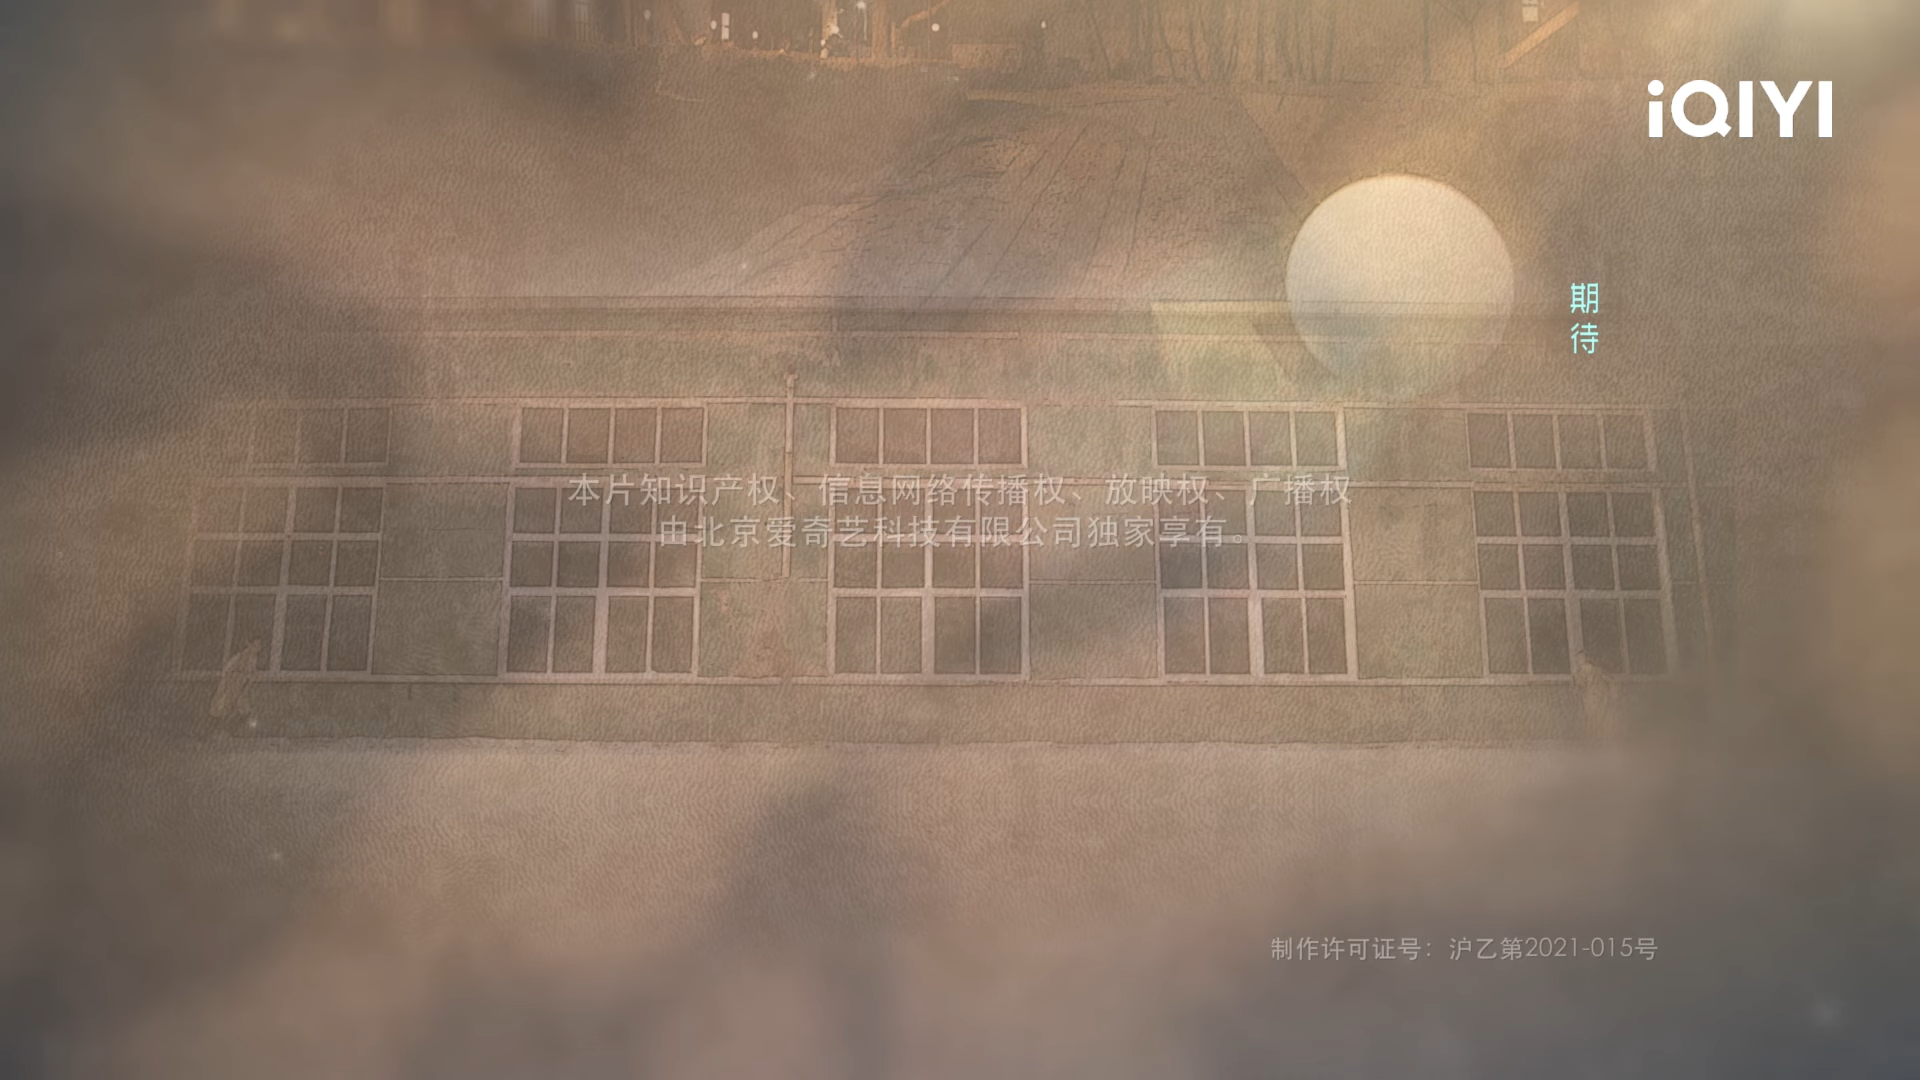 iQIYI
期待
本片知识产权、信息网络传播权、放映权、广播权
由北京爱奇艺科技有限公司独家享有。
制作许可证号：沪乙第2021-015号